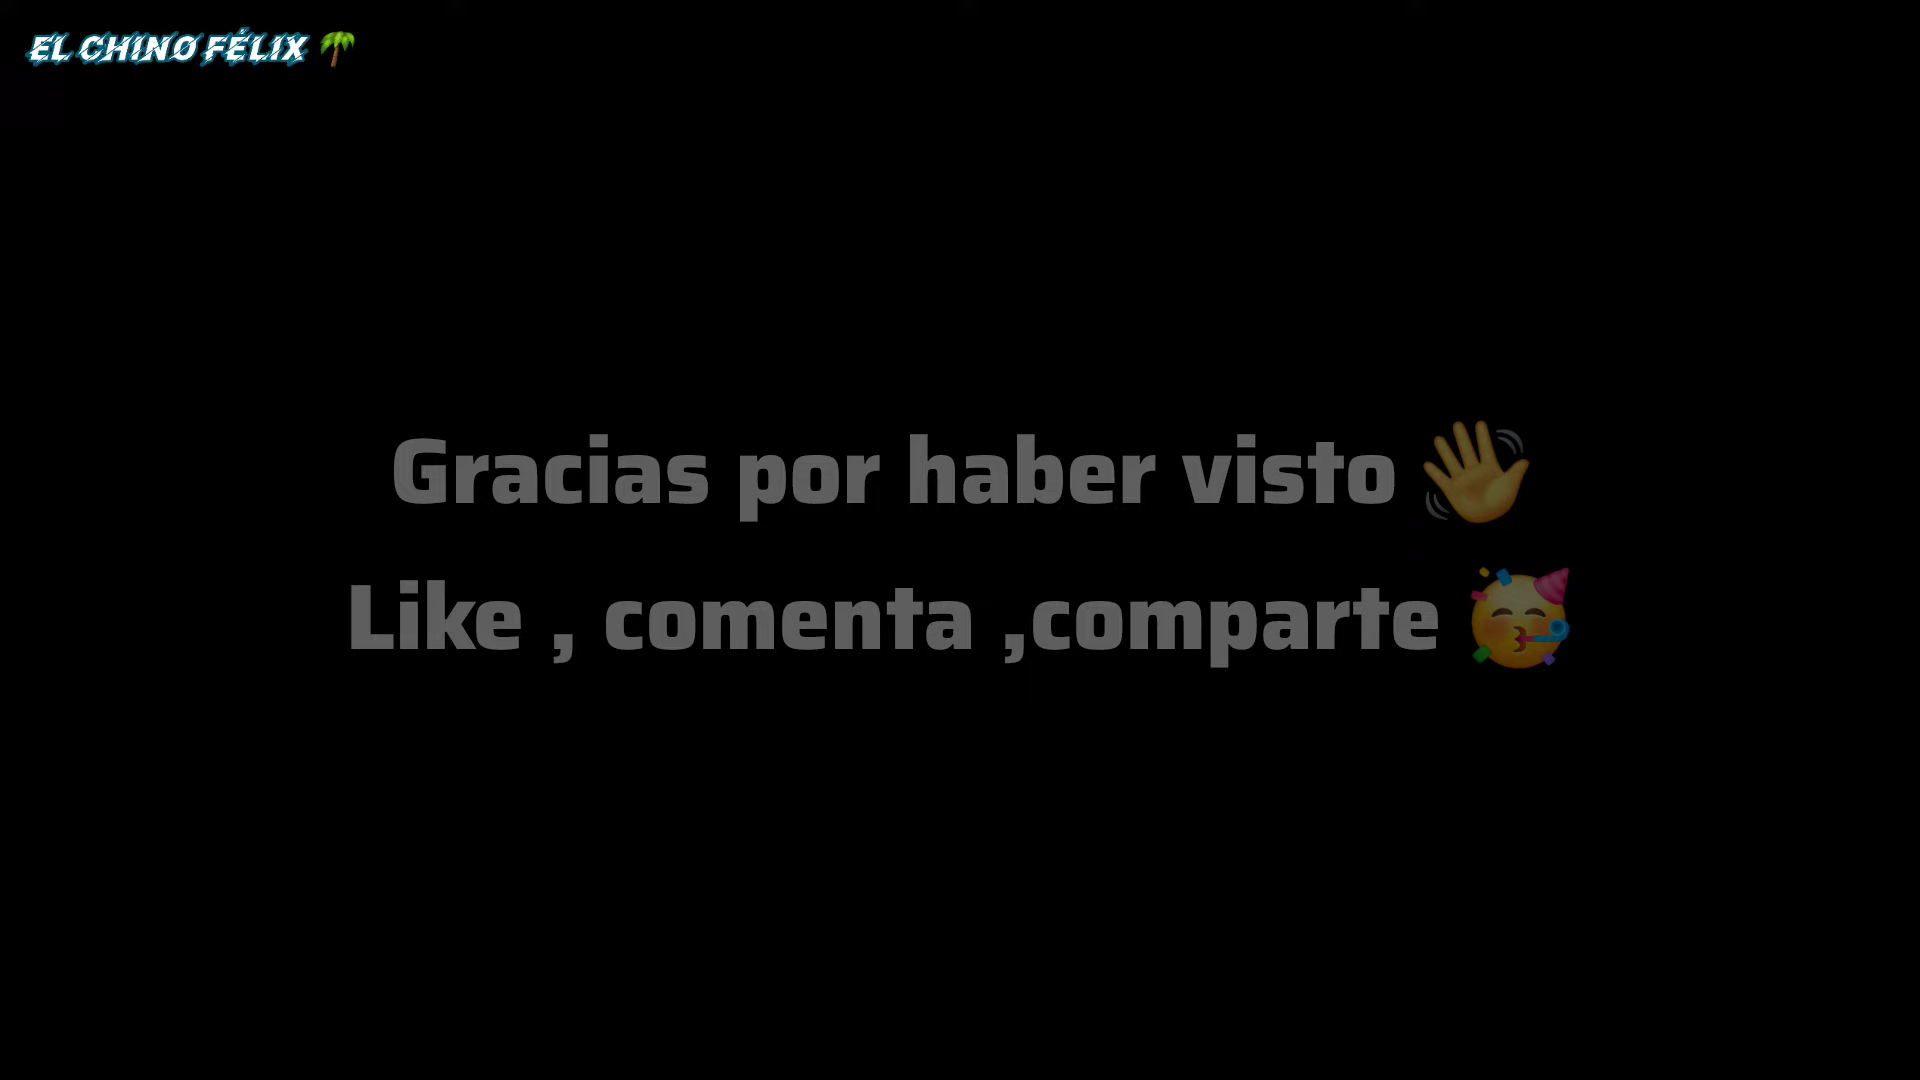 EL CHINO FÉLIX 🌴
Gracias por haber visto 👋
Like , comenta ,comparte 🥳